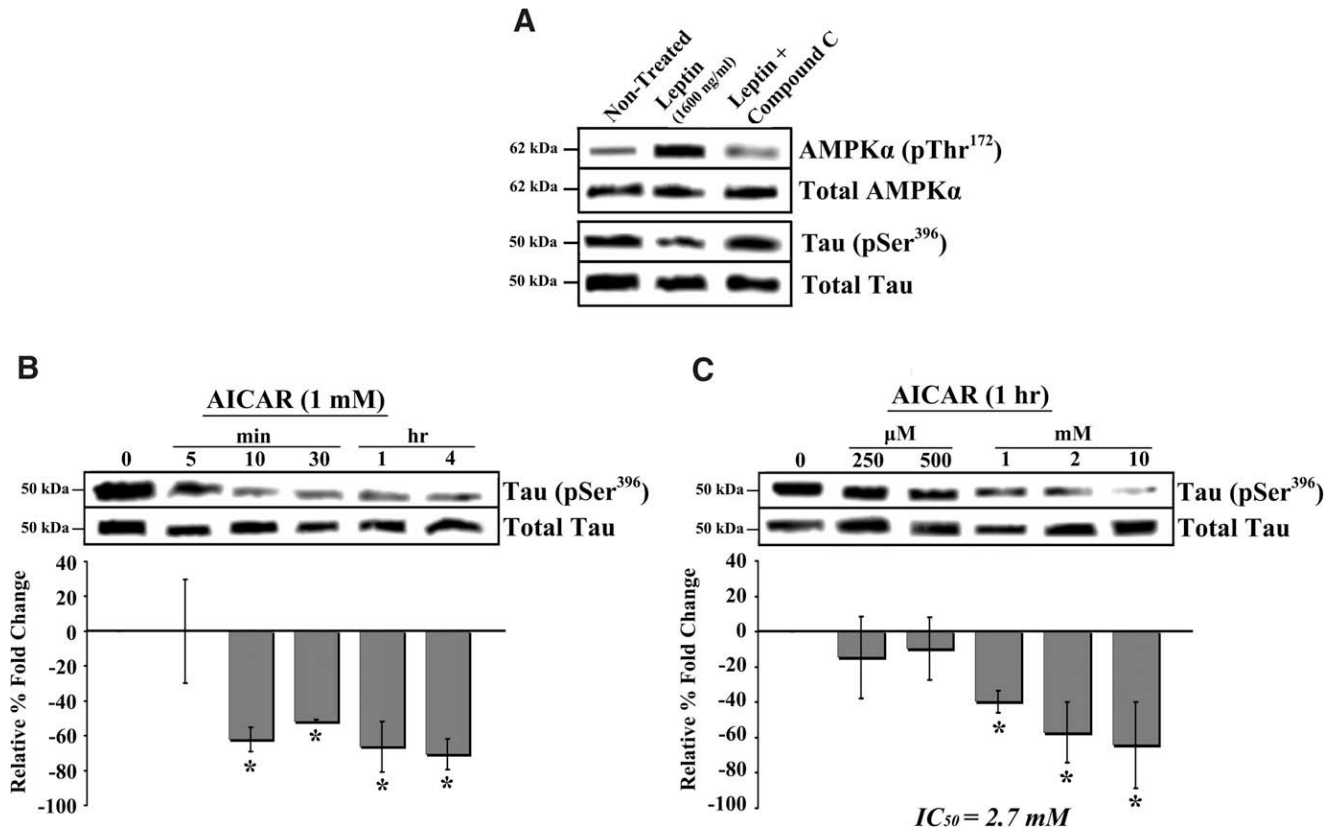 A
Non-Treated
Leptin
(1600 ng/ml)
Leptin +
Compound C
62 kDa
AMPKα (pThr172)
62 kDa
Total AMPKα
50 kDa
Tau (pSer396)
50 kDa
Total Tau
B
AICAR (1 mM)
min hr
0 5 10 30 1 4
50 kDa
Tau (pSer396)
50 kDa
Total Tau
Relative % Fold Change
40
20
0
-20
-40
-60
-80
-100
*
*
*
*
C
AICAR (1 hr)
µM mM
0 250 500 1 2 10
50 kDa
Tau (pSer396)
50 kDa
Total Tau
Relative % Fold Change
40
20
0
-20
-40
-60
-80
-100
*
*
*
IC50 = 2.7 mM